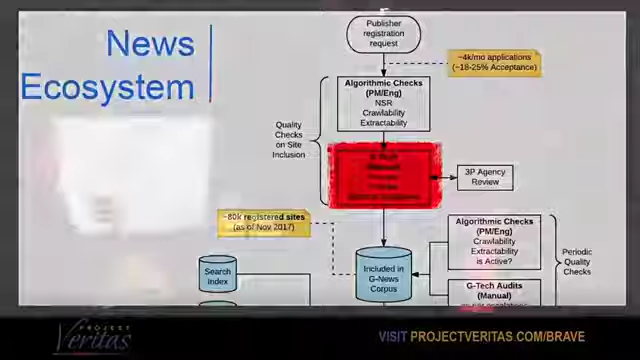 News
Ecosystem
Publisher
registration
request
~4k/mo applications
(~18-25% Acceptance)
Algorithmic Checks
(PM/Eng)
NSR
Crawlability
Extractability
Quality
Checks
on Site
Inclusion
3P Agency
Review
~80k registered sites
(as of Nov 2017)
Algorithmic Checks
(PM/Eng)
Crawlability
Extractability
is Active?
Periodic
Quality
Checks
Search
Index
Included in
G-News
Corpus
G-Tech Audits
(Manual)
PROJECT
Veritas
VISIT PROJECTVERITAS.COM/BRAVE